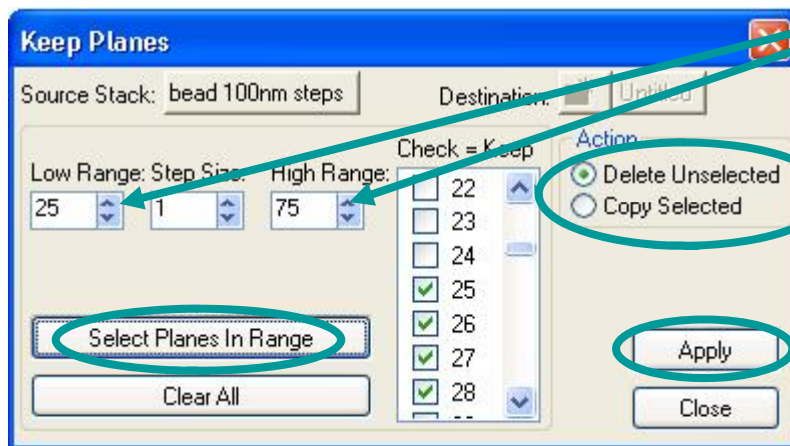 Keep Planes
Source Stack: bead 100nm steps
Destination: Untitled
Low Range: Step Size: High Range:
25 1 75
Check = Keep
22
23
24
25
26
27
28
Action
Delete Unselected
Copy Selected
Select Planes In Range
Clear All
Apply
Close